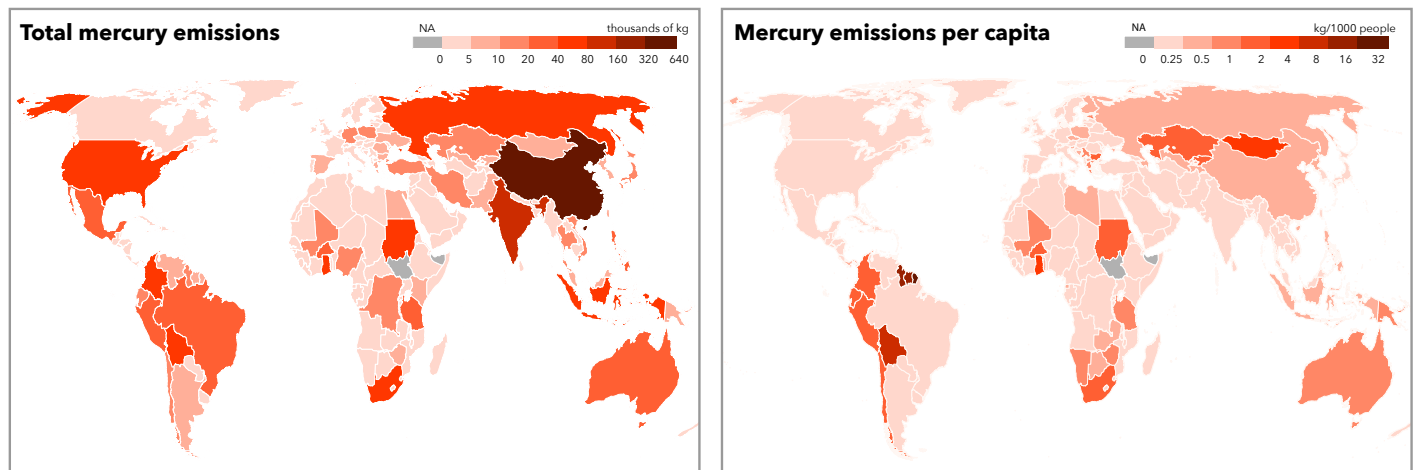 Total mercury emissions
NA thousands of kg
0 5 10 20 40 80 160 320 640
Mercury emissions per capita
NA kg/1000 people
0 0.25 0.5 1 2 4 8 16 32